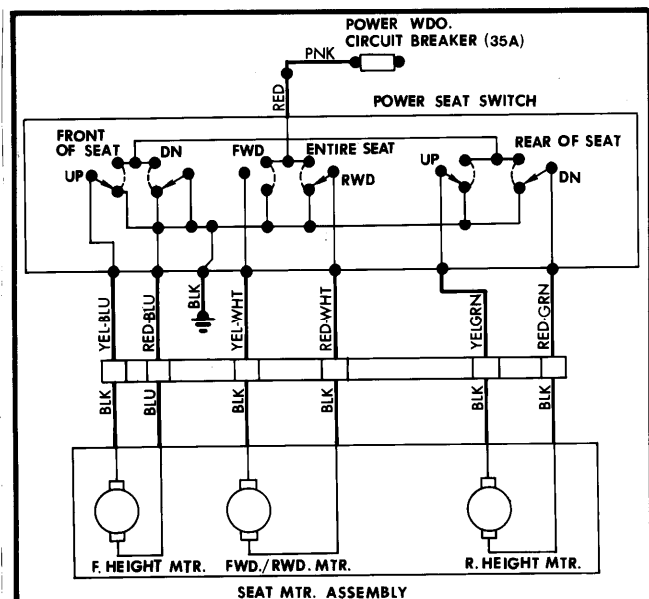 POWER WDO.
CIRCUIT BREAKER (35A)
PNK
RED
POWER SEAT SWITCH
FRONT
OF SEAT
DN
UP
FWD
ENTIRE SEAT
RWD
REAR OF SEAT
UP
DN
YEL-BLU
RED-BLU
BLK
YEL-WHT
RED-WHT
YELGRN
RED-GRN
BLK
BLU
BLK
BLK
BLK
BLK
F. HEIGHT MTR.
FWD./RWD. MTR.
R. HEIGHT MTR.
SEAT MTR. ASSEMBLY